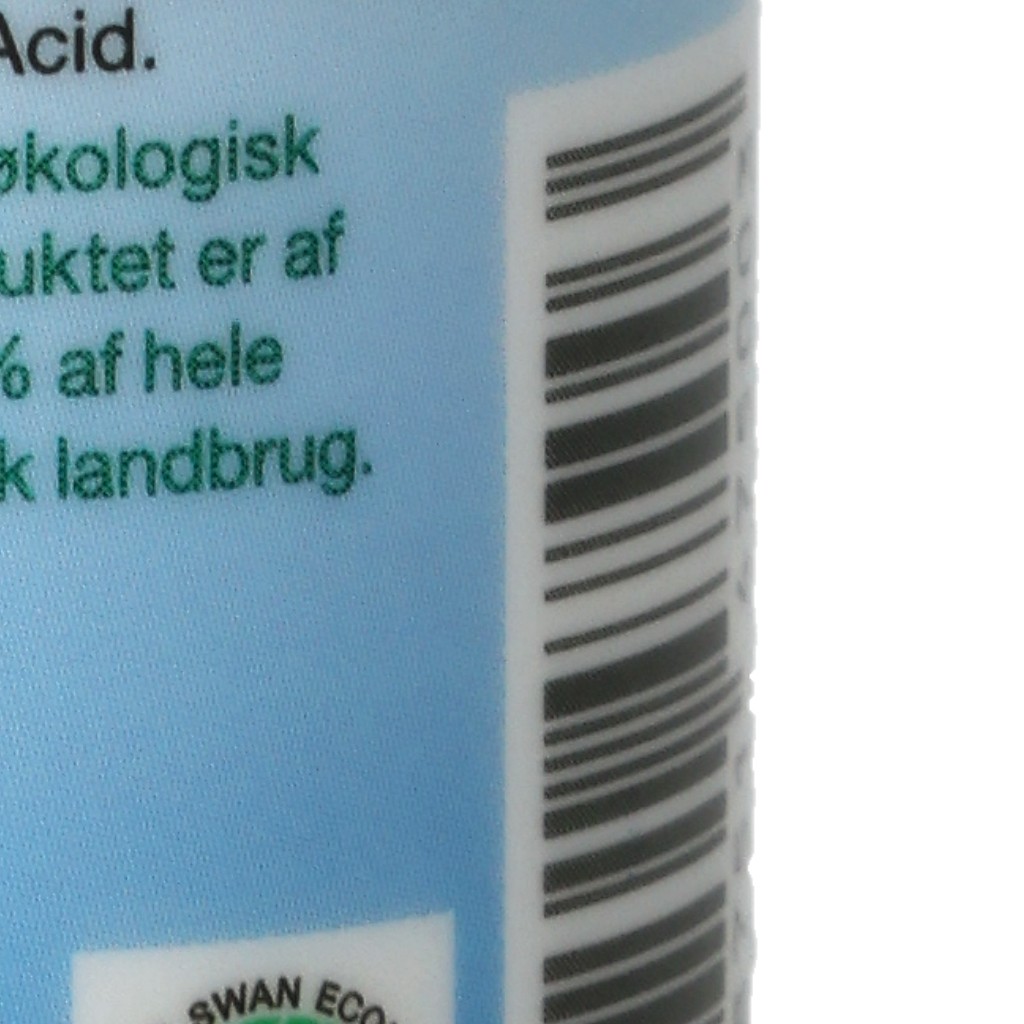 Acid.
økologisk
uktet er af
% af hele
k landbrug.
SWAN ECO